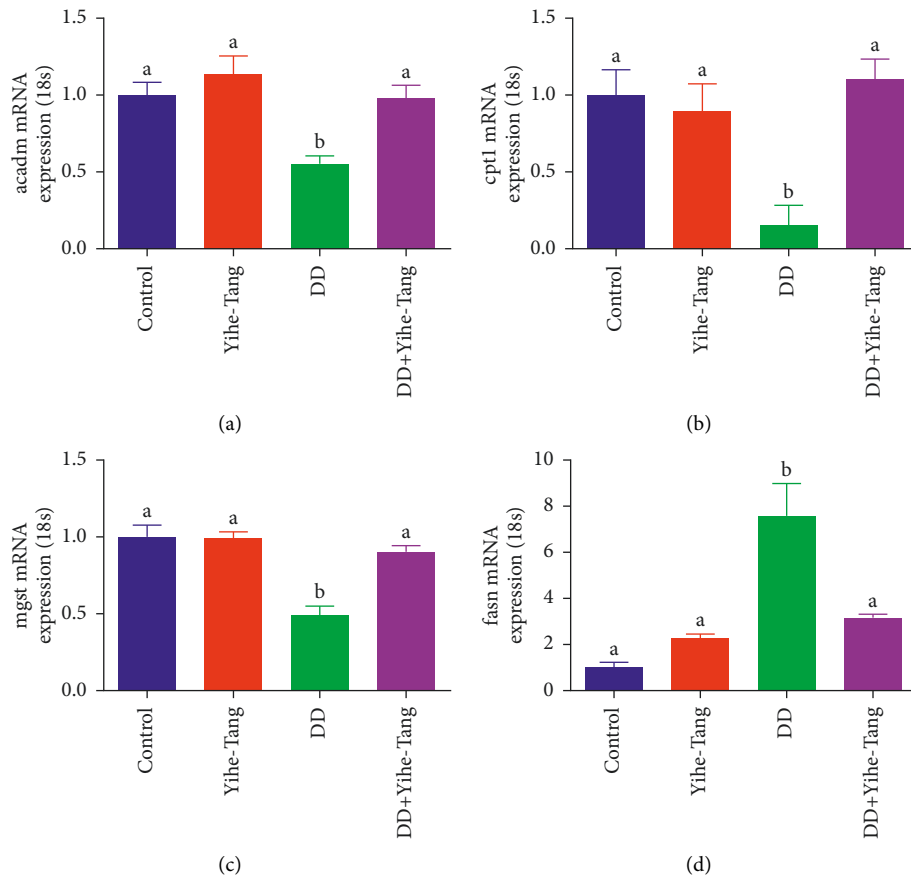 1.5
1.0
0.5
0.0
acadm mRNA
expression (18s)
a
a
b
a
Control
Yihe-Tang
DD
DD+Yihe-Tang
(a)
1.5
1.0
0.5
0.0
cpt1 mRNA
expression (18s)
a
a
b
a
Control
Yihe-Tang
DD
DD+Yihe-Tang
(b)
1.5
1.0
0.5
0.0
mgst mRNA
expression (18s)
a
a
b
a
Control
Yihe-Tang
DD
DD+Yihe-Tang
(c)
10
8
6
4
2
0
fasn mRNA
expression (18s)
a
a
b
a
Control
Yihe-Tang
DD
DD+Yihe-Tang
(d)